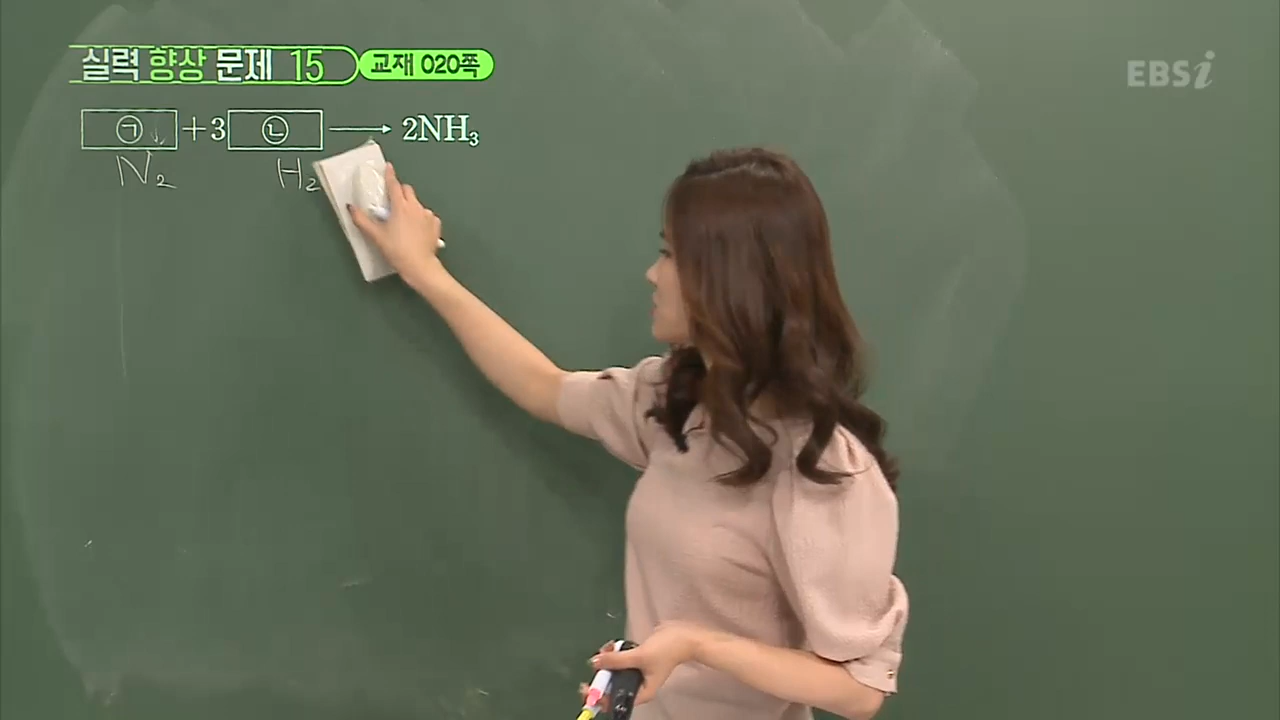 실력 향상 문제 15 교재 020쪽
EBSi
㉠ + 3 ㉡ → 2NH₃
N₂ H₂